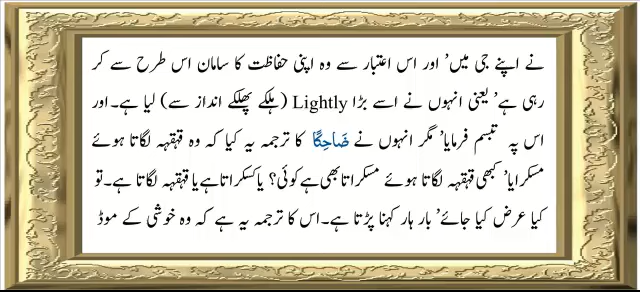 نے اپنے جی میں' اور اس اعتبار سے وہ اپنی حفاظت کا سامان اس طرح سے کر
رہی ہے' یعنی انہوں نے اسے بڑا Lightly (ہلکے پھلکے انداز سے) لیا ہے۔ اور
اس پہ تبسم فرمایا' مگر انہوں نے ضَاحِكًا کا ترجمہ یہ کیا کہ وہ قہقہہ لگاتا ہوئے
مسکرایا' کبھی قہقہہ لگاتا ہوئے مسکراتا بھی ہے کوئی؟ یا مسکراتا ہے یا قہقہہ لگاتا ہے۔ تو
کیا عرض کیا جائے' بار بار کہنا پڑتا ہے۔ اس کا ترجمہ یہ ہے کہ وہ خوشی کے موڈ